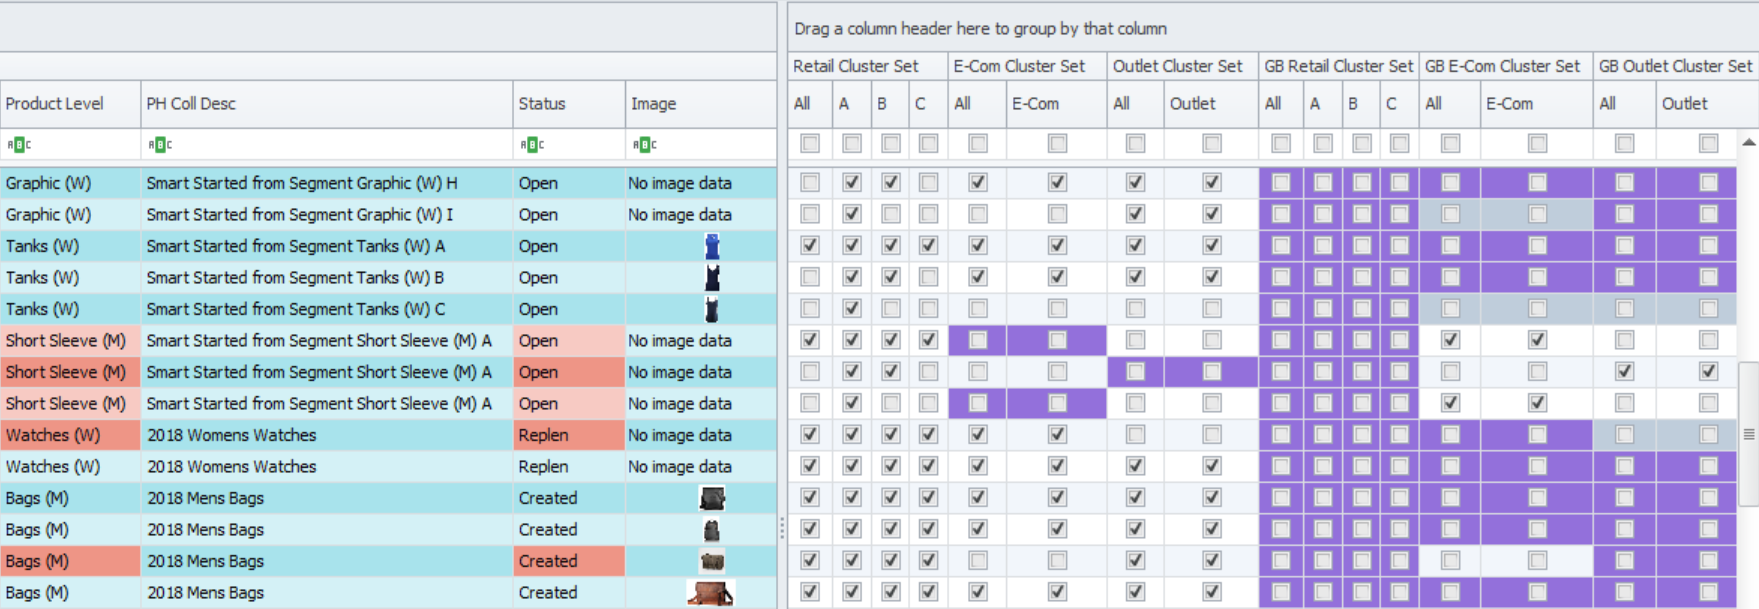 Drag a column header here to group by that column
Retail Cluster Set E-Com Cluster Set Outlet Cluster Set GB Retail Cluster Set GB E-Com Cluster Set GB Outlet Cluster Set
Product Level PH Coll Desc Status Image All A B C All E-Com All Outlet All A B C All E-Com All Outlet
ABC ABC ABC ABC
Graphic (W) Smart Started from Segment Graphic (W) H Open No image data
Graphic (W) Smart Started from Segment Graphic (W) I Open No image data
Tanks (W) Smart Started from Segment Tanks (W) A Open
Tanks (W) Smart Started from Segment Tanks (W) B Open
Tanks (W) Smart Started from Segment Tanks (W) C Open
Short Sleeve (M) Smart Started from Segment Short Sleeve (M) A Open No image data
Short Sleeve (M) Smart Started from Segment Short Sleeve (M) A Open No image data
Short Sleeve (M) Smart Started from Segment Short Sleeve (M) A Open No image data
Watches (W) 2018 Womens Watches Replen No image data
Watches (W) 2018 Womens Watches Replen No image data
Bags (M) 2018 Mens Bags Created
Bags (M) 2018 Mens Bags Created
Bags (M) 2018 Mens Bags Created
Bags (M) 2018 Mens Bags Created